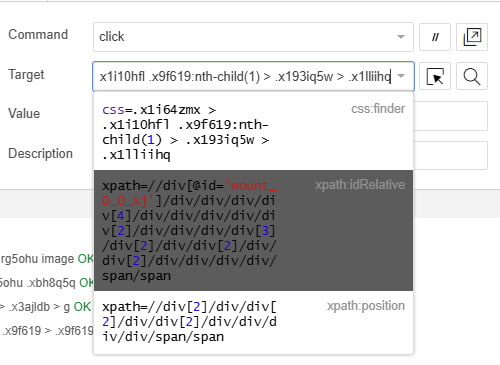 Command click //
Target x1i10hfl .x9f619:nth-child(1) > .x193iq5w > .x1lliihq
css=.x1i64zmx > css:finder
.x1i10hfl .x9f619:nth-
child(1) > .x193iq5w >
.x1lliihq
Value
Description
xpath=//div[@id='mount_ xpath:idRelative
0_0_xj']/div/div/div/di
v[4]/div/div/div/div/di
v[2]/div/div/div/div[3]
/div[2]/div/div[2]/div/
div[2]/div/div/div/div/
span/span
rg5ohu image OK
5ohu .xbh8q5q OK
> .x3ajldb > g OK
.x9f619 > .x9f619
xpath=//div[2]/div/div[ xpath:position
2]/div/div[2]/div/div/d
iv/div/span/span